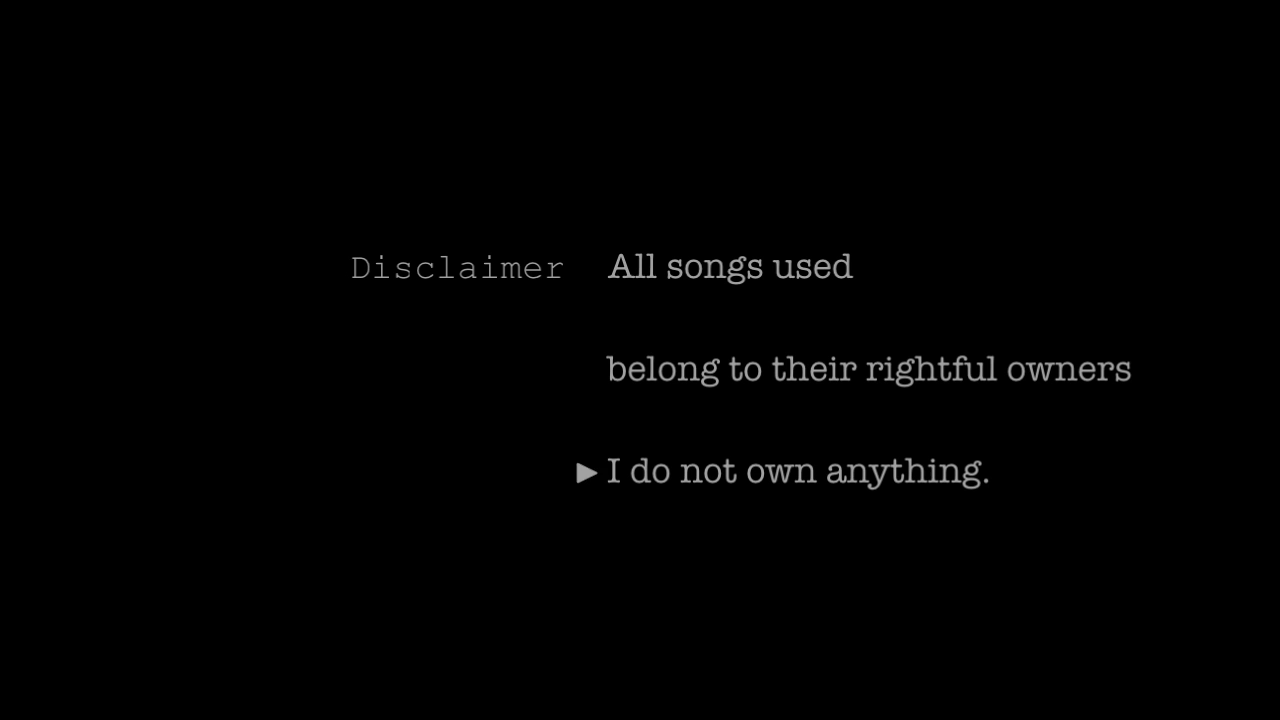 Disclaimer All songs used
belong to their rightful owners
▶ I do not own anything.